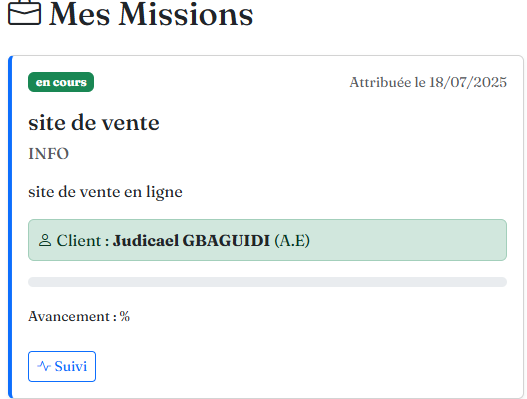 Mes Missions
en cours
Attribuée le 18/07/2025
site de vente
INFO
site de vente en ligne
Client : Judicael GBAGUIDI (A.E)
Avancement : %
Suivi